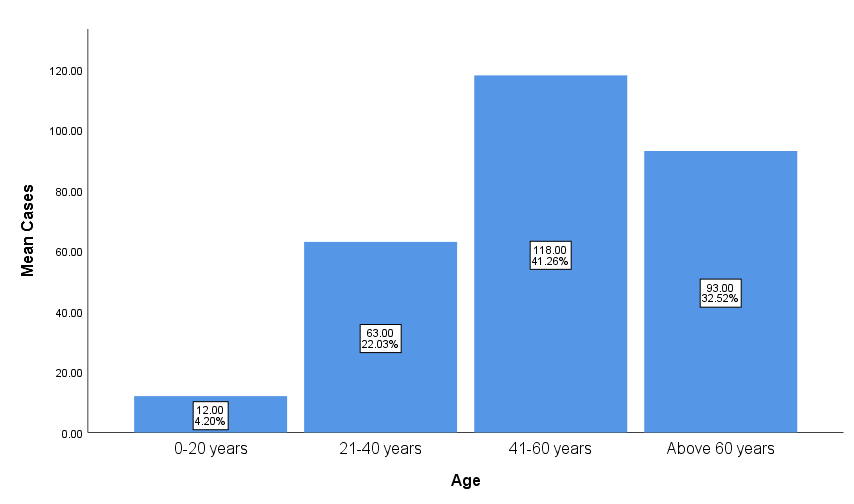 Mean Cases
120.00
100.00
80.00
60.00
40.00
20.00
0.00
12.00
4.20%
63.00
22.03%
118.00
41.26%
93.00
32.52%
0-20 years
21-40 years
41-60 years
Above 60 years
Age